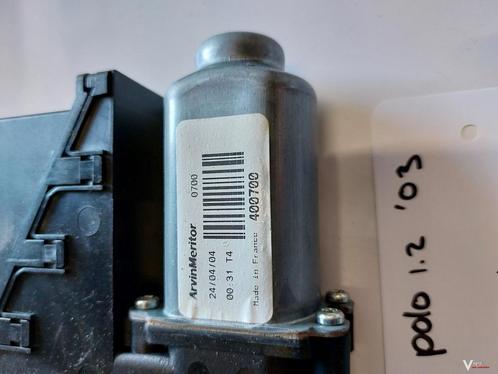 ArvinMeritor 0700
24/04/04
00:31 T4
Made in France 400700
polo 1.2 '03